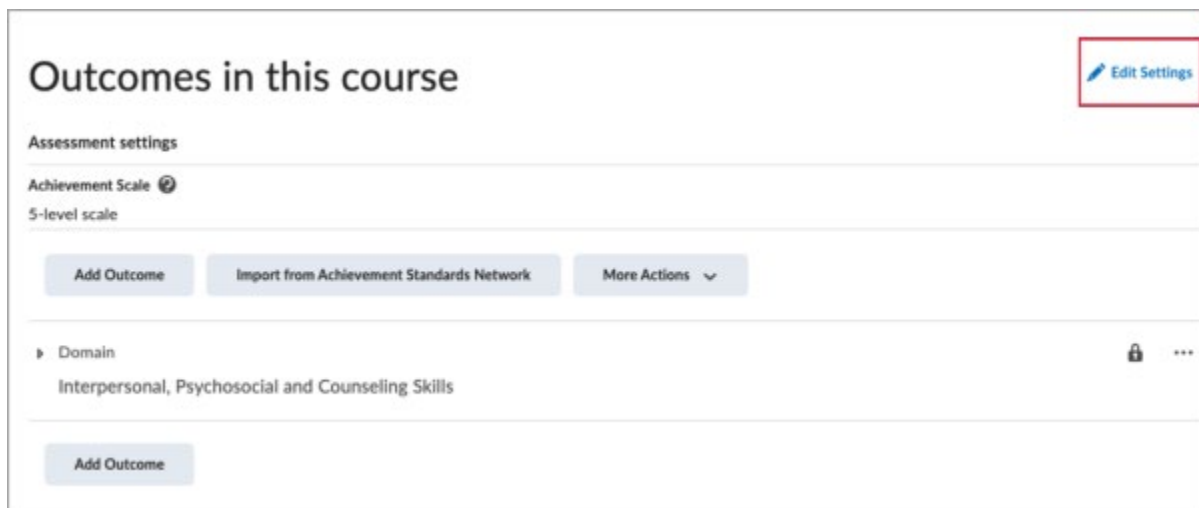 Outcomes in this course
Edit Settings
Assessment settings
Achievement Scale
5-level scale
Add Outcome
Import from Achievement Standards Network
More Actions
Domain
Interpersonal, Psychosocial and Counseling Skills
Add Outcome